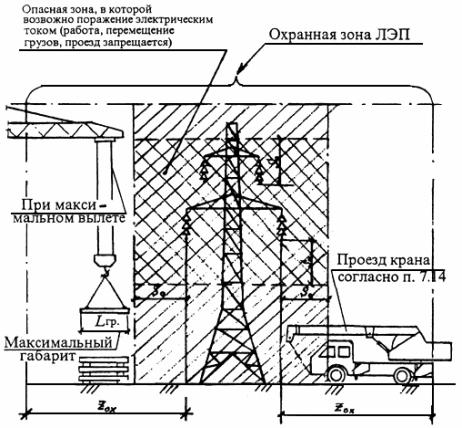 Опасная зона, в которой
возвожно поражение электрическим
током (работа, перемещение
грузов, проезд запрещается)
Охранная зона ЛЭП
При макси-
мальном вылете
Проезд крана
согласно п. 7.14
Lгр.
Максимальный
габарит